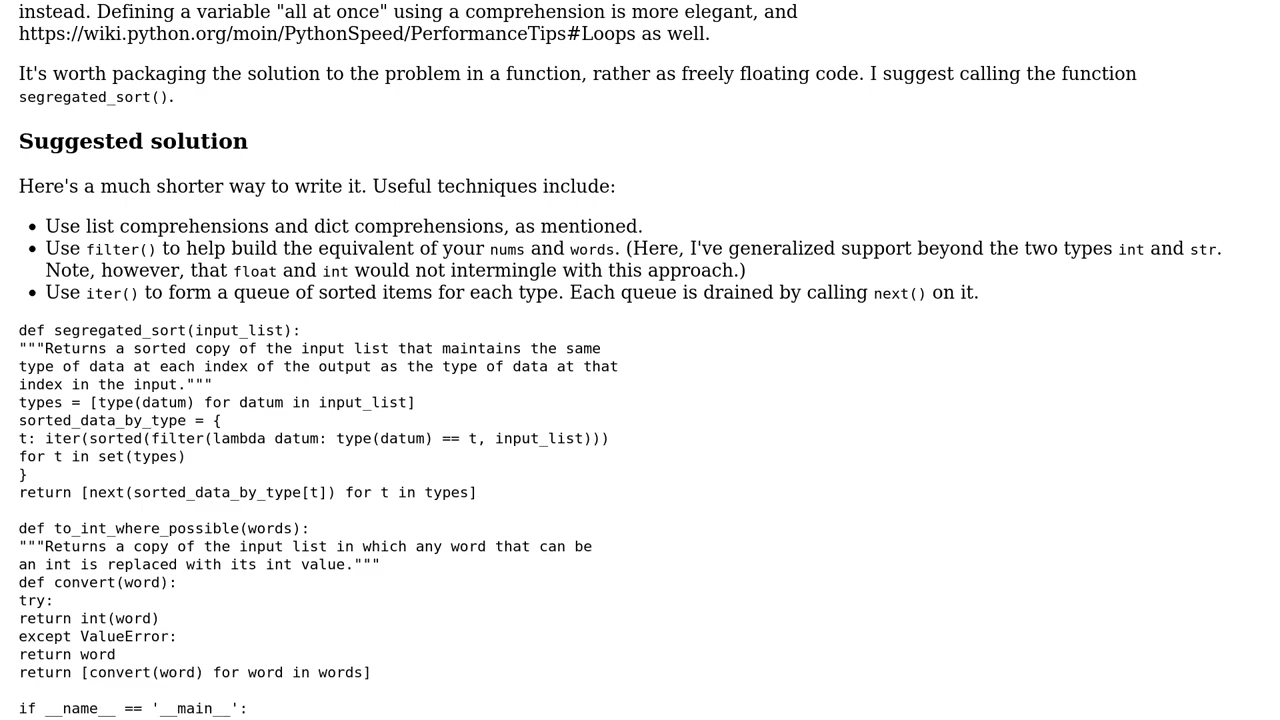 instead. Defining a variable "all at once" using a comprehension is more elegant, and
https://wiki.python.org/moin/PythonSpeed/PerformanceTips#Loops as well.
It's worth packaging the solution to the problem in a function, rather as freely floating code. I suggest calling the function
segregated_sort().
Suggested solution
Here's a much shorter way to write it. Useful techniques include:
• Use list comprehensions and dict comprehensions, as mentioned.
• Use filter() to help build the equivalent of your nums and words. (Here, I've generalized support beyond the two types int and str.
Note, however, that float and int would not intermingle with this approach.)
• Use iter() to form a queue of sorted items for each type. Each queue is drained by calling next() on it.
def segregated_sort(input_list):
"""Returns a sorted copy of the input list that maintains the same
type of data at each index of the output as the type of data at that
index in the input."""
types = [type(datum) for datum in input_list]
sorted_data_by_type = {
t: iter(sorted(filter(lambda datum: type(datum) == t, input_list)))
for t in set(types)
}
return [next(sorted_data_by_type[t]) for t in types]
def to_int_where_possible(words):
"""Returns a copy of the input list in which any word that can be
an int is replaced with its int value."""
def convert(word):
try:
return int(word)
except ValueError:
return word
return [convert(word) for word in words]
if __name__ == '__main__':